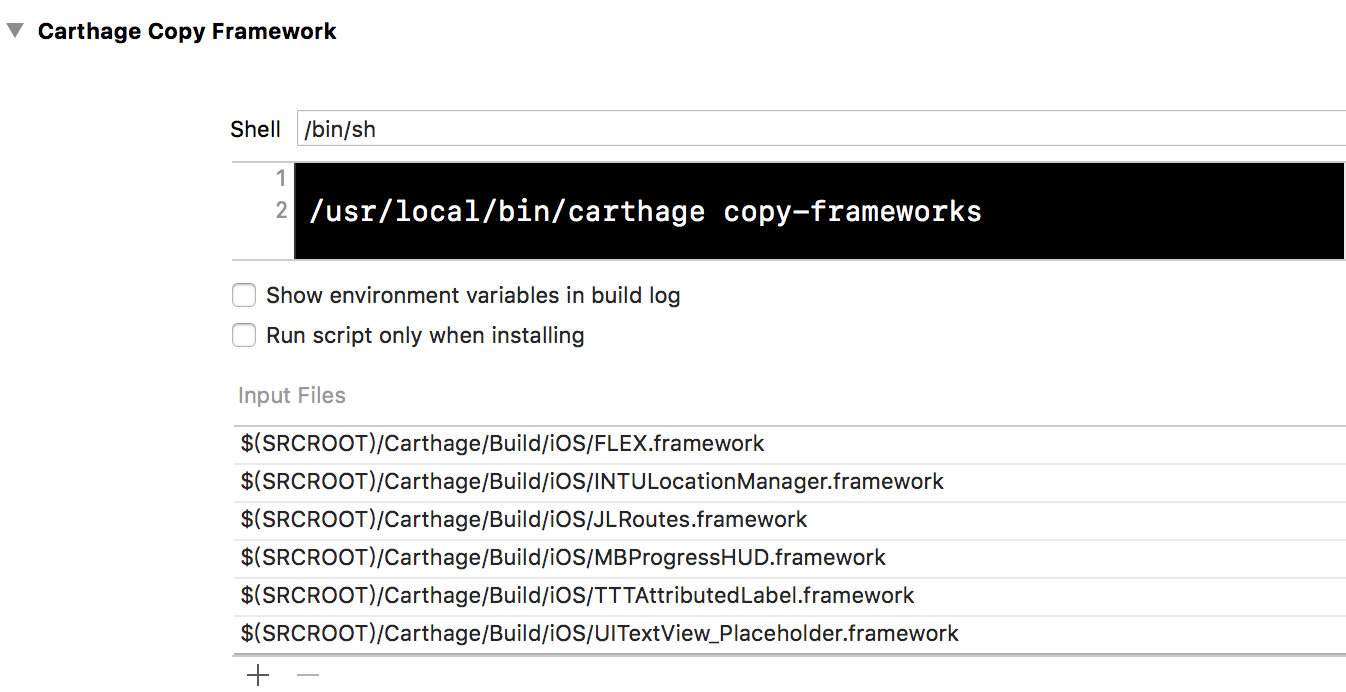 Carthage Copy Framework
Shell /bin/sh
1
2 /usr/local/bin/carthage copy-frameworks
Show environment variables in build log
Run script only when installing
Input Files
$(SRCROOT)/Carthage/Build/iOS/FLEX.framework
$(SRCROOT)/Carthage/Build/iOS/INTULocationManager.framework
$(SRCROOT)/Carthage/Build/iOS/JLRoutes.framework
$(SRCROOT)/Carthage/Build/iOS/MBProgressHUD.framework
$(SRCROOT)/Carthage/Build/iOS/TTTAttributedLabel.framework
$(SRCROOT)/Carthage/Build/iOS/UITextView_Placeholder.framework